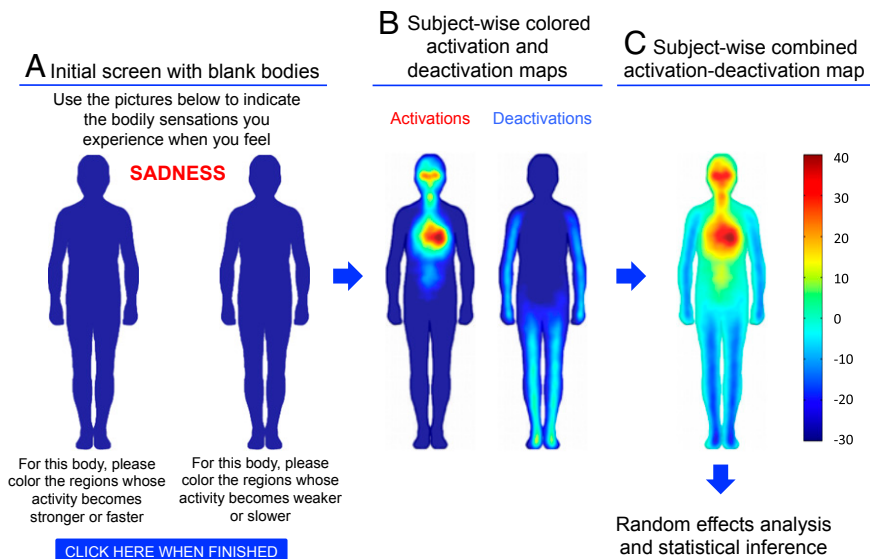 A Initial screen with blank bodies
Use the pictures below to indicate
the bodily sensations you
experience when you feel
SADNESS
For this body, please
color the regions whose
activity becomes
stronger or faster
For this body, please
color the regions whose
activity becomes weaker
or slower
CLICK HERE WHEN FINISHED
B Subject-wise colored
activation and
deactivation maps
Activations
Deactivations
C Subject-wise combined
activation-deactivation map
40
30
20
10
0
-10
-20
-30
Random effects analysis
and statistical inference